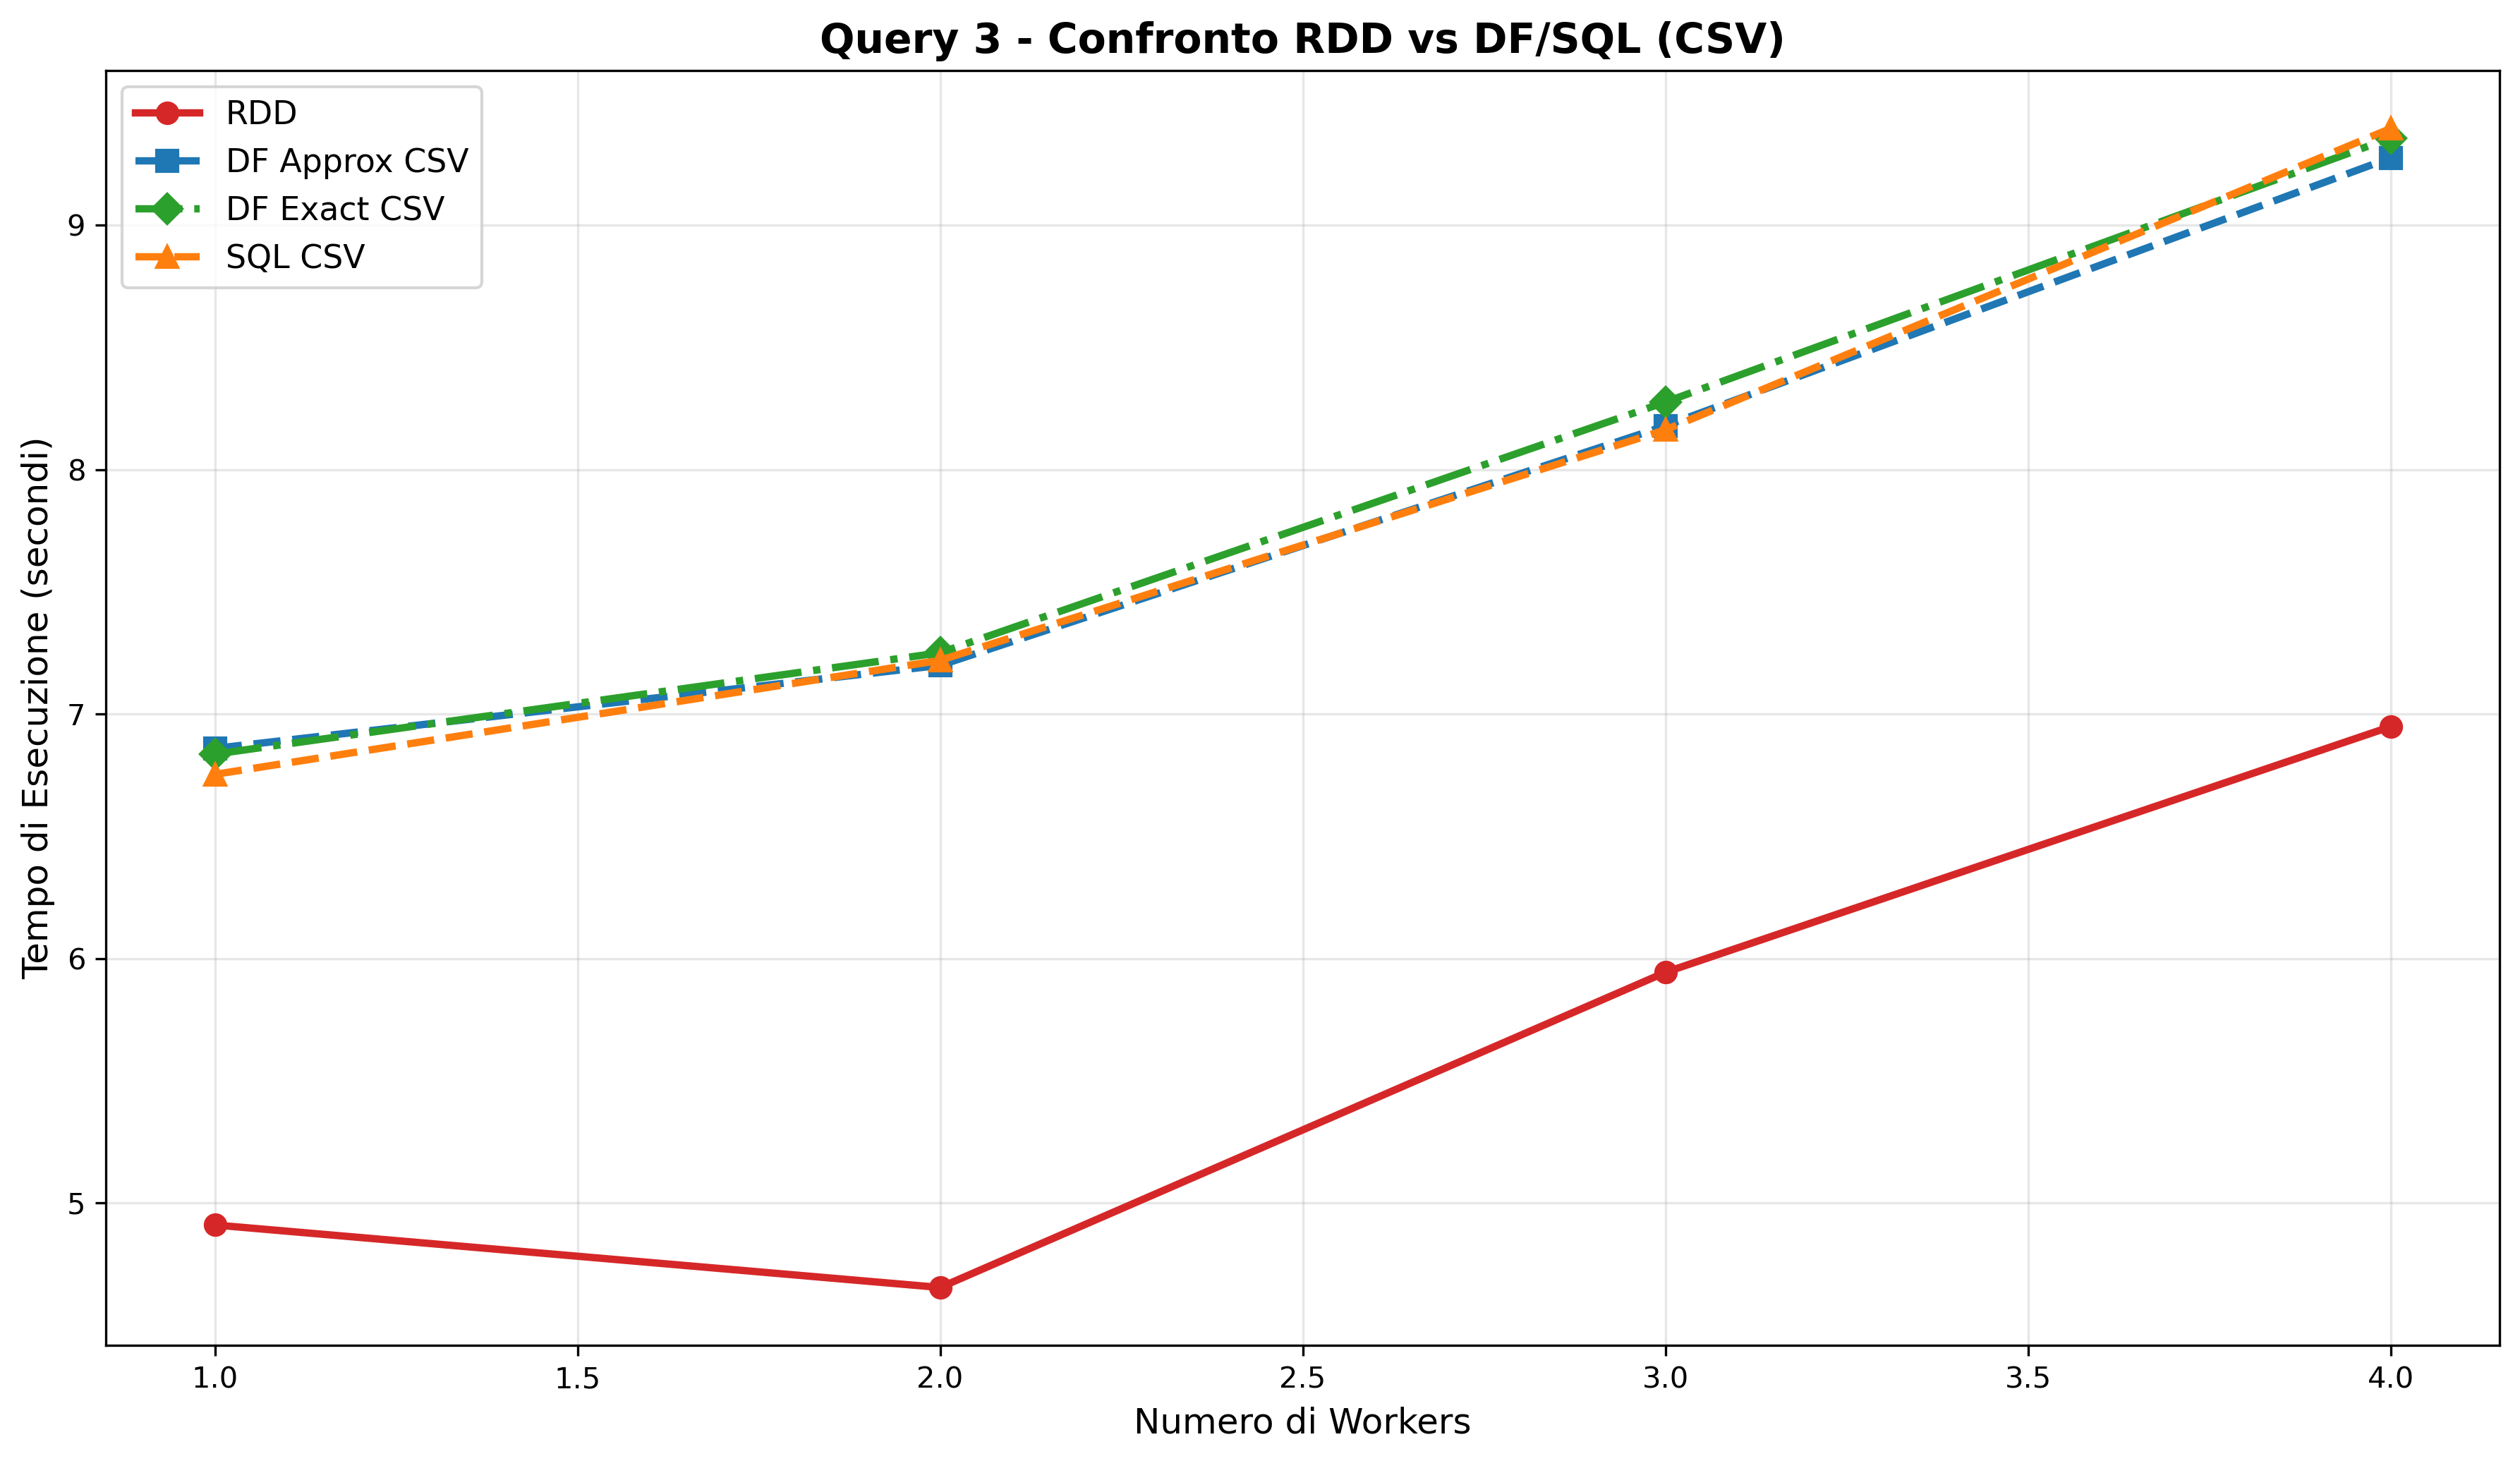 Query 3 - Confronto RDD vs DF/SQL (CSV)
RDD
DF Approx CSV
DF Exact CSV
SQL CSV
Tempo di Esecuzione (secondi)
9
8
7
6
5
1.0
1.5
2.0
2.5
3.0
3.5
4.0
Numero di Workers